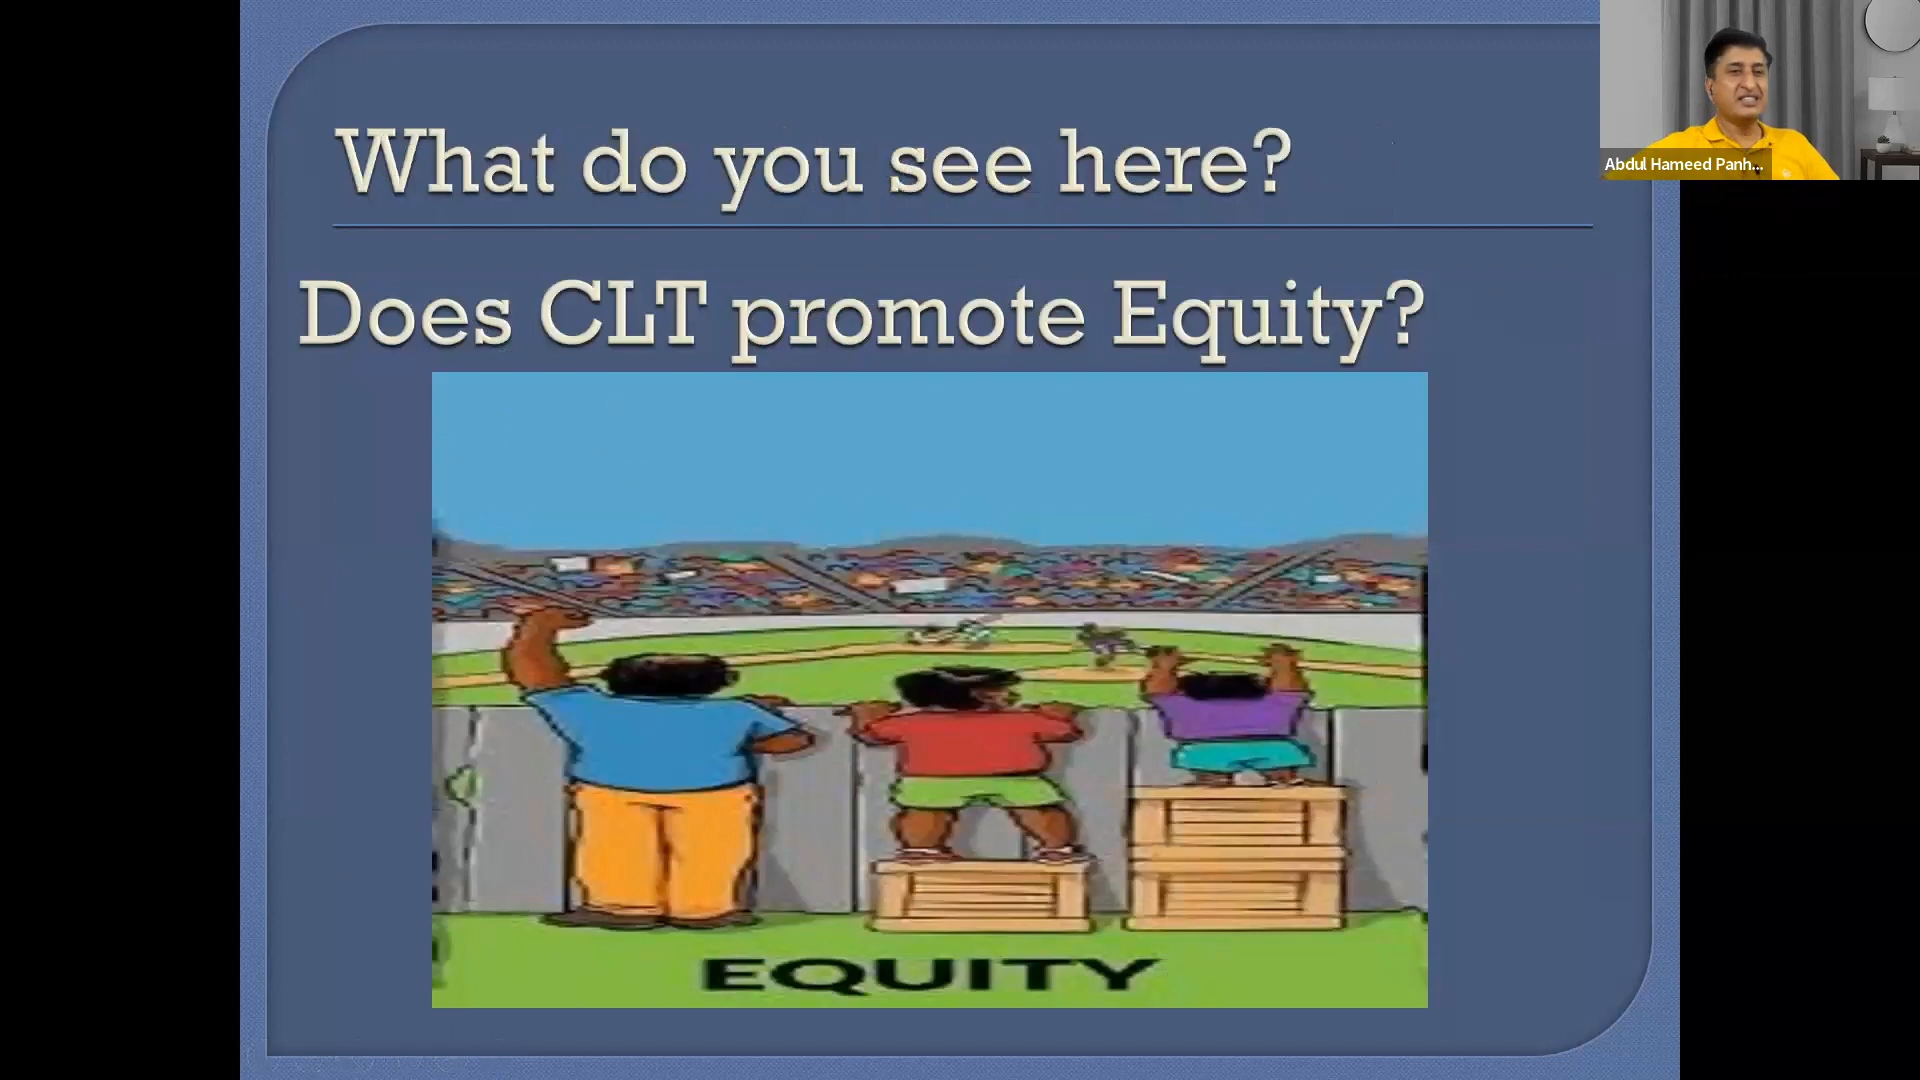 What do you see here?
Does CLT promote Equity?
EQUITY
Abdul Hameed Panh...